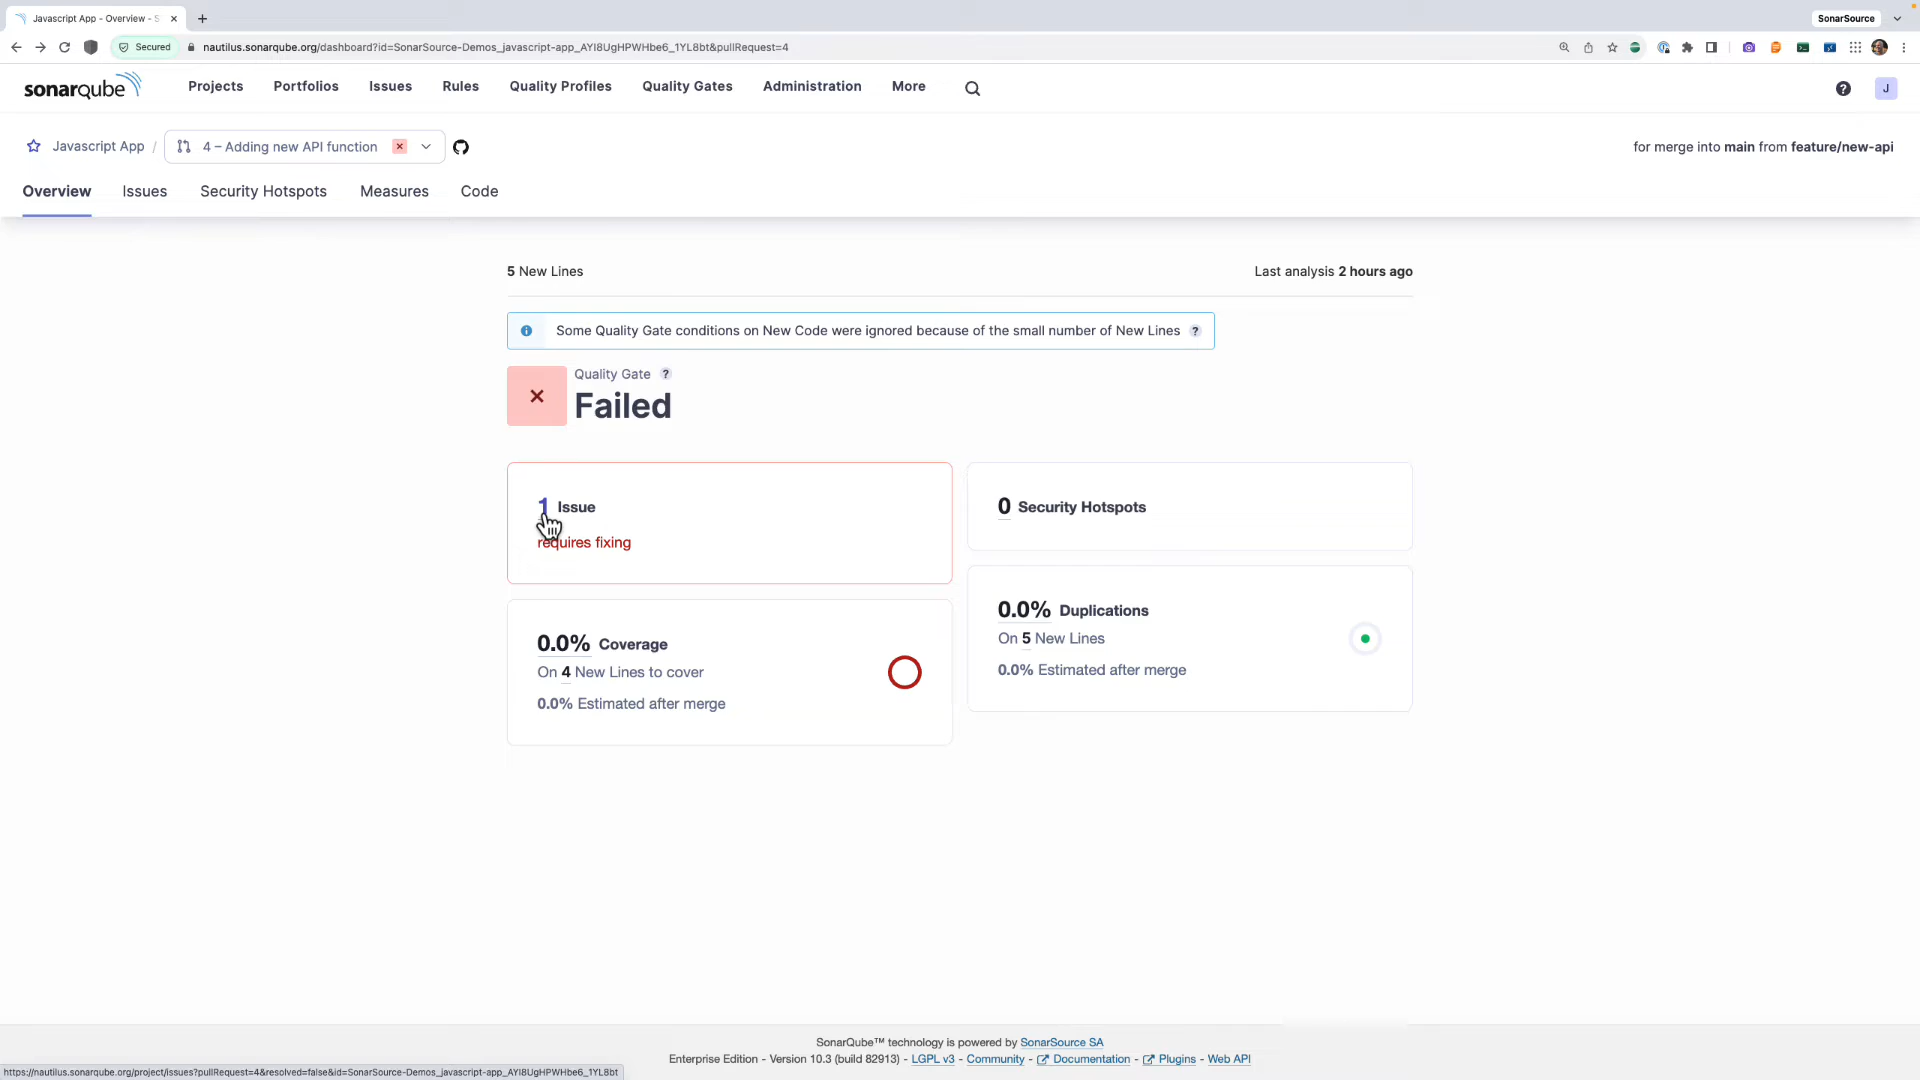 Javascript App - Overview - S
SonarSource
Secured
nautilus.sonarqube.org/dashboard?id=SonarSource-Demos_javascript-app_AYI8UgHPWHbe6_1YL8bt&pullRequest=4
sonarqube
Projects
Portfolios
Issues
Rules
Quality Profiles
Quality Gates
Administration
More
?
J
Javascript App /
4 – Adding new API function
for merge into main from feature/new-api
Overview
Issues
Security Hotspots
Measures
Code
5 New Lines
Last analysis 2 hours ago
Some Quality Gate conditions on New Code were ignored because of the small number of New Lines ?
Quality Gate ?
Failed
1 Issue
requires fixing
0 Security Hotspots
0.0% Coverage
On 4 New Lines to cover
0.0% Estimated after merge
0.0% Duplications
On 5 New Lines
0.0% Estimated after merge
SonarQube™ technology is powered by SonarSource SA
Enterprise Edition - Version 10.3 (build 82913) - LGPL v3 - Community - Documentation - Plugins - Web API
https://nautilus.sonarqube.org/project/issues?pullRequest=4&resolved=false&id=SonarSource-Demos_javascript-app_AYI8UgHPWHbe6_1YL8bt